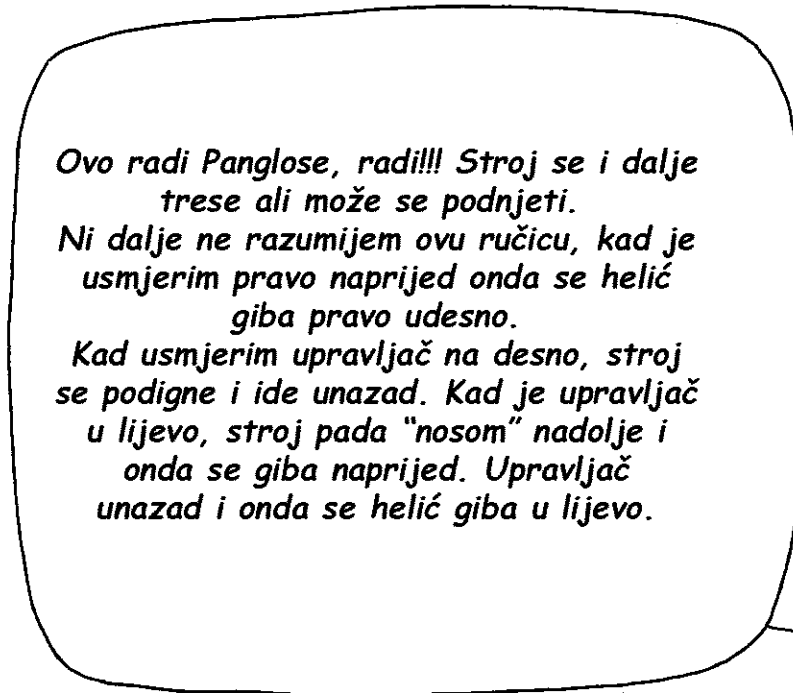 Ovo radi Panglose, radi!!! Stroj se i dalje
trese ali može se podnjeti.
Ni dalje ne razumijem ovu ručicu, kad je
usmjerim pravo naprijed onda se helić
giba pravo udesno.
Kad usmjerim upravljač na desno, stroj
se podigne i ide unazad. Kad je upravljač
u lijevo, stroj pada “nosom” nadolje i
onda se giba naprijed. Upravljač
unazad i onda se helić giba u lijevo.